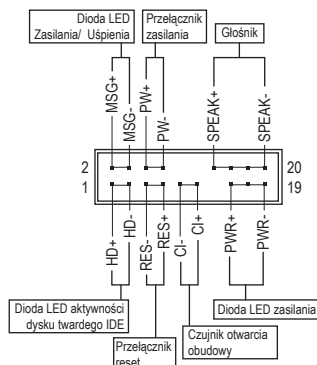 Dioda LED
Zasilania/ Uśpienia
Przełącznik
zasilania
Głośnik
MSG+
MSG-
PW+
PW-
SPEAK+
SPEAK-
2
20
1
19
HD+
HD-
RES-
RES+
CI-
CI+
PWR+
PWR-
Dioda LED aktywności
dysku twardego IDE
Dioda LED zasilania
Czujnik otwarcia
obudowy
Przełącznik
reset